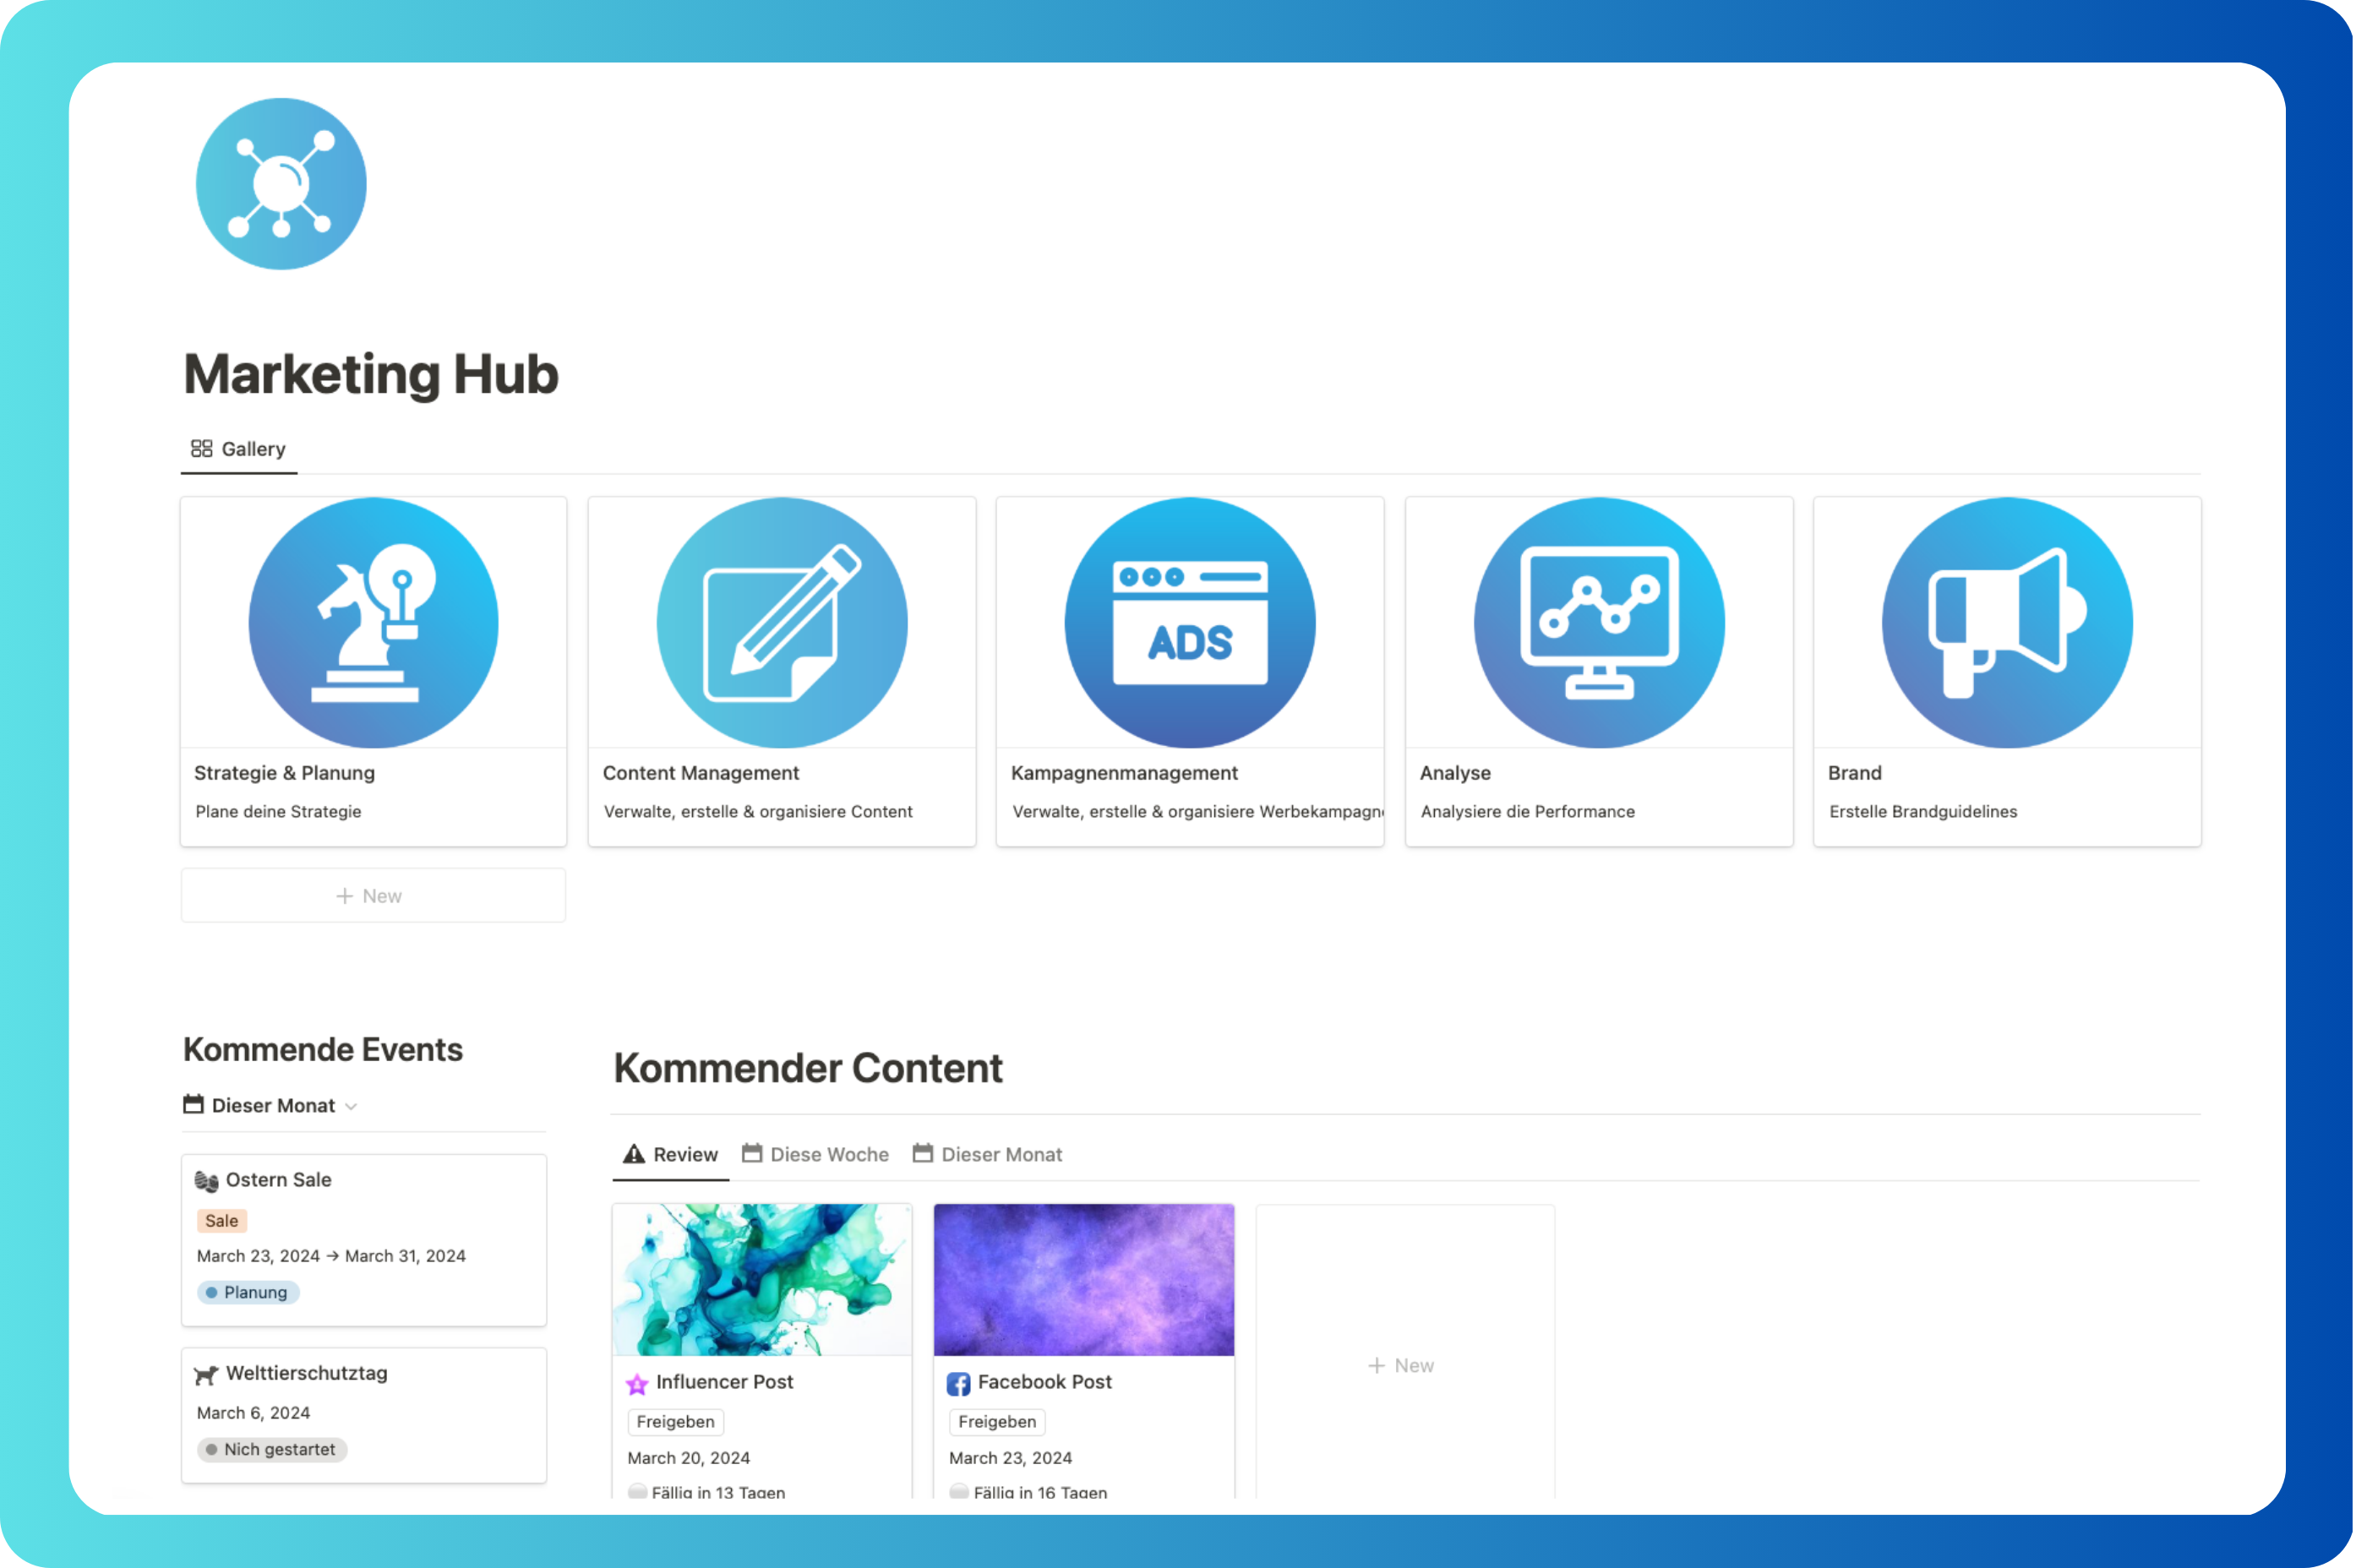 Marketing Hub
Gallery
ADS
Strategie & Planung
Plane deine Strategie
Content Management
Verwalte, erstelle & organisiere Content
Kampagnenmanagement
Verwalte, erstelle & organisiere Werbekampagn
Analyse
Analysiere die Performance
Brand
Erstelle Brandguidelines
+ New
Kommende Events
Dieser Monat
Ostern Sale
Sale
March 23, 2024 → March 31, 2024
Planung
Welttierschutztag
March 6, 2024
Nich gestartet
Kommender Content
Review
Diese Woche
Dieser Monat
Influencer Post
Freigeben
March 20, 2024
Fällig in 13 Tagen
Facebook Post
Freigeben
March 23, 2024
Fällig in 16 Tagen
+ New